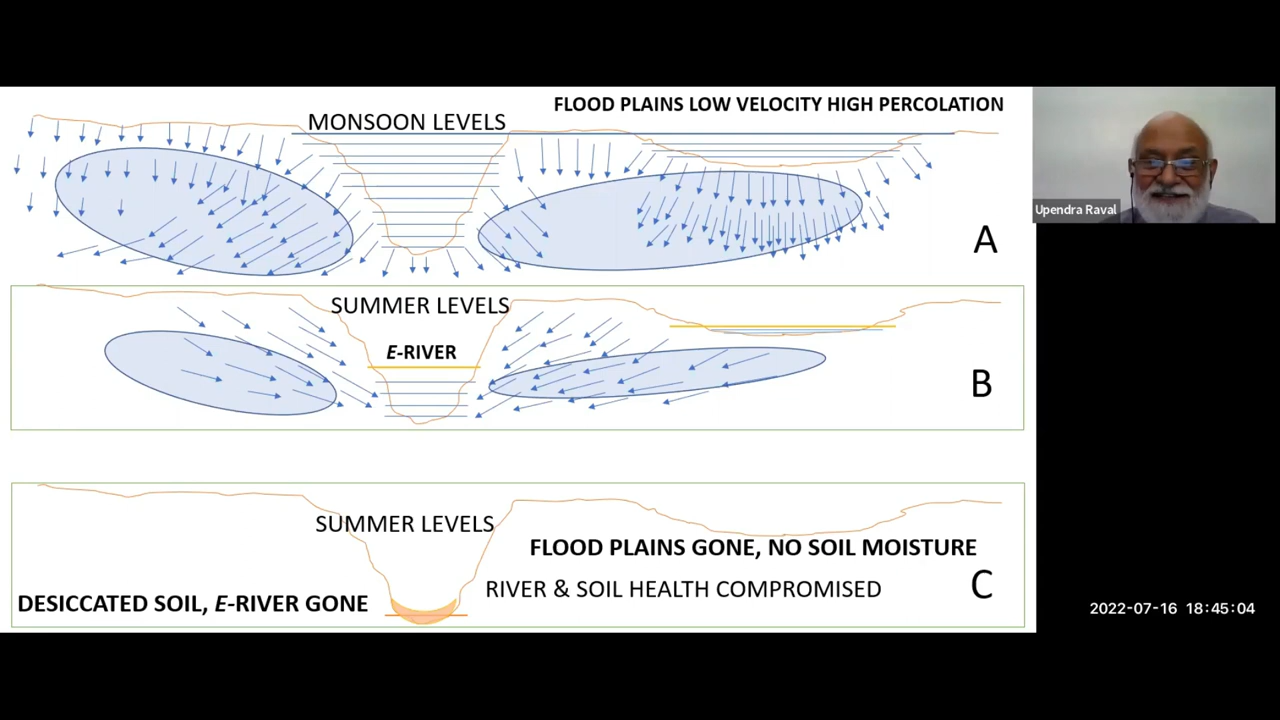 FLOOD PLAINS LOW VELOCITY HIGH PERCOLATION
MONSOON LEVELS
Upendra Raval
A
SUMMER LEVELS
E-RIVER
B
SUMMER LEVELS
FLOOD PLAINS GONE, NO SOIL MOISTURE
RIVER & SOIL HEALTH COMPROMISED
C
DESICCATED SOIL, E-RIVER GONE
2022-07-16 18:45:04